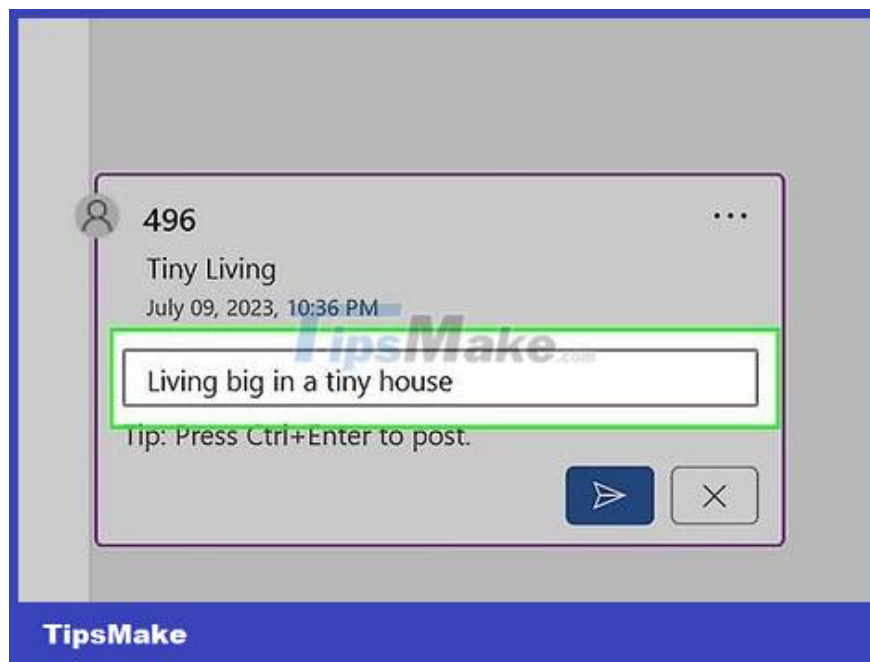 496
...
Tiny Living
July 09, 2023, 10:36 PM
TipsMake.com
Living big in a tiny house
Tip: Press Ctrl+Enter to post.
TipsMake